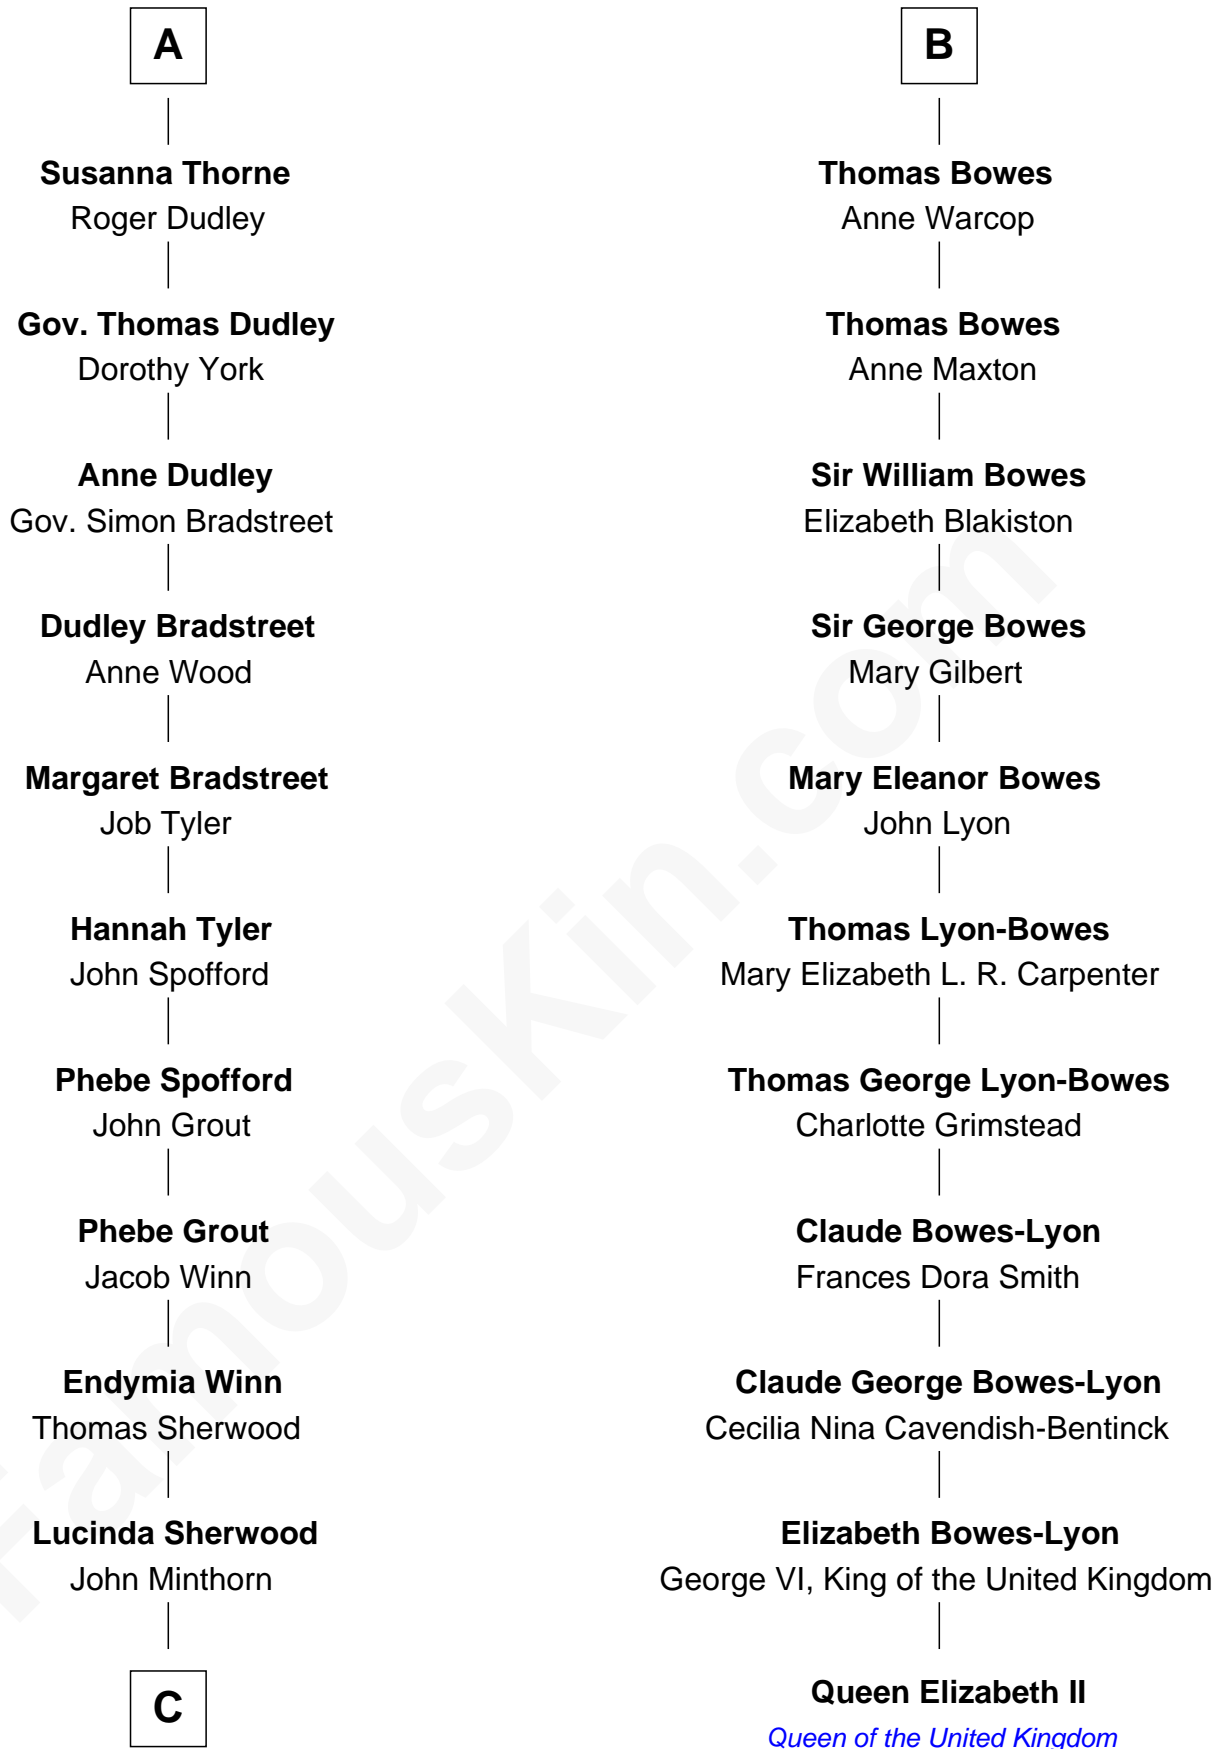 A
Susanna Thorne
Roger Dudley
Gov. Thomas Dudley
Dorothy York
Anne Dudley
Gov. Simon Bradstreet
Dudley Bradstreet
Anne Wood
Margaret Bradstreet
Job Tyler
Hannah Tyler
John Spofford
Phebe Spofford
John Grout
Phebe Grout
Jacob Winn
Endymia Winn
Thomas Sherwood
Lucinda Sherwood
John Minthorn
C
B
Thomas Bowes
Anne Warcop
Thomas Bowes
Anne Maxton
Sir William Bowes
Elizabeth Blakiston
Sir George Bowes
Mary Gilbert
Mary Eleanor Bowes
John Lyon
Thomas Lyon-Bowes
Mary Elizabeth L. R. Carpenter
Thomas George Lyon-Bowes
Charlotte Grimstead
Claude Bowes-Lyon
Frances Dora Smith
Claude George Bowes-Lyon
Cecilia Nina Cavendish-Bentinck
Elizabeth Bowes-Lyon
George VI, King of the United Kingdom
Queen Elizabeth II
Queen of the United Kingdom
FamousKin.com